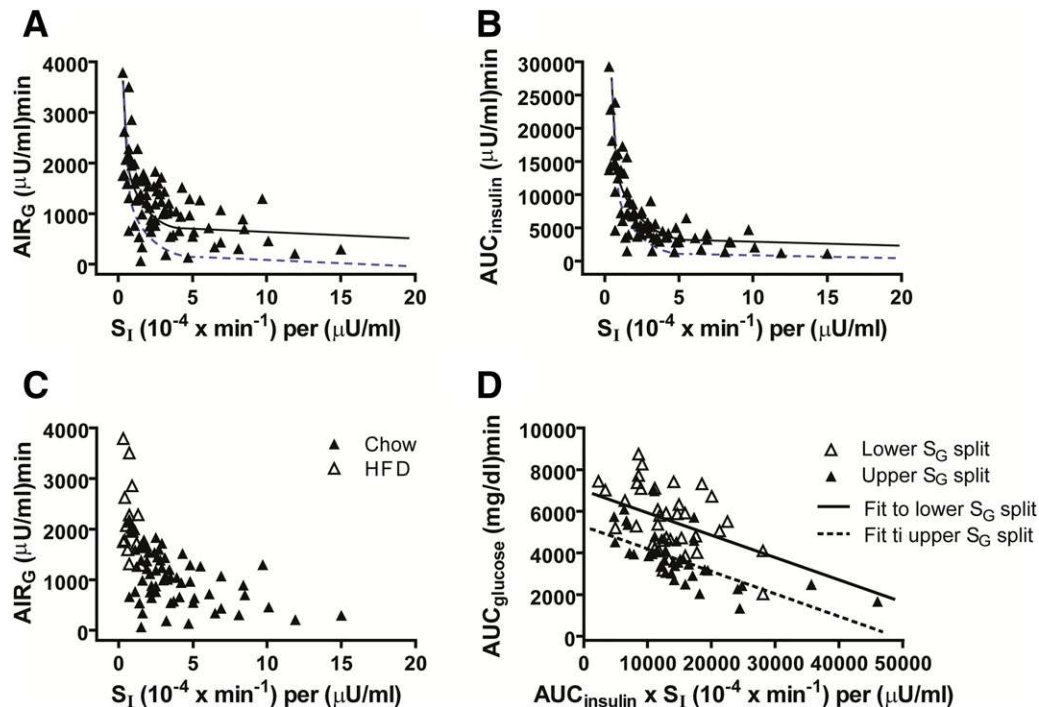 A
AIR_G (μU/ml)min
4000
3000
2000
1000
0
0 5 10 15 20
S_I (10^-4 x min^-1) per (μU/ml)
B
AUC_insulin (μU/ml)min
30000
25000
20000
15000
10000
5000
0
0 5 10 15 20
S_I (10^-4 x min^-1) per (μU/ml)
C
AIR_G (μU/ml)min
4000
3000
2000
1000
0
0 5 10 15 20
S_I (10^-4 x min^-1) per (μU/ml)
Chow
HFD
D
AUC_glucose (mg/dl)min
10000
8000
6000
4000
2000
0
0 10000 20000 30000 40000 50000
AUC_insulin x S_I (10^-4 x min^-1) per (μU/ml)
Lower S_G split
Upper S_G split
Fit to lower S_G split
Fit ti upper S_G split